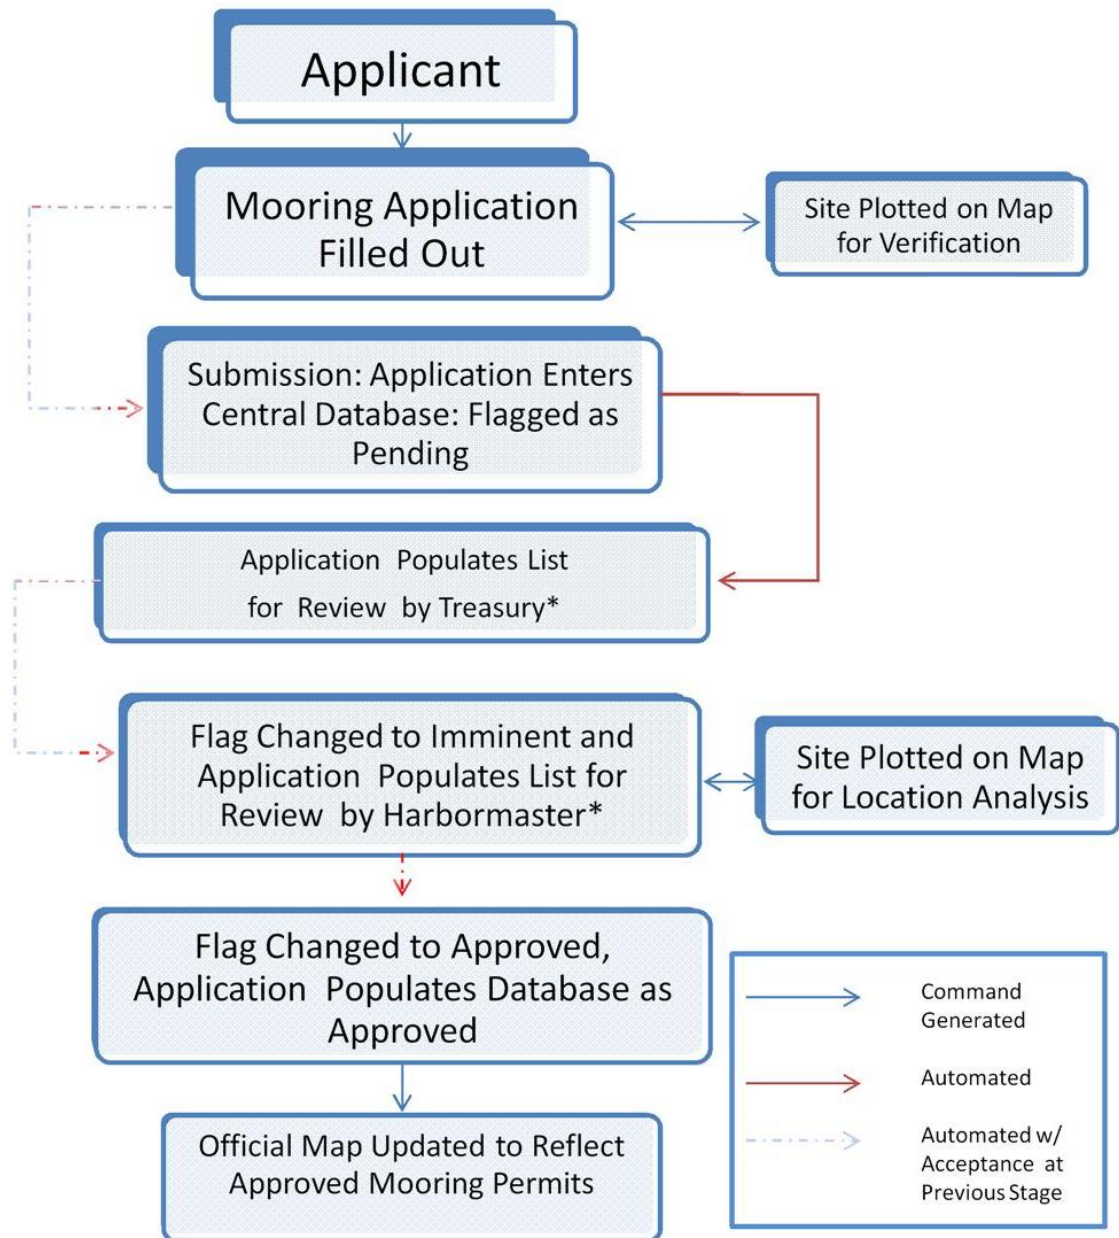 Applicant
Mooring Application
Filled Out
Site Plotted on Map
for Verification
Submission: Application Enters
Central Database: Flagged as
Pending
Application Populates List
for Review by Treasury*
Flag Changed to Imminent and
Application Populates List for
Review by Harbormaster*
Site Plotted on Map
for Location Analysis
Flag Changed to Approved,
Application Populates Database as
Approved
Official Map Updated to Reflect
Approved Mooring Permits
Command
Generated
Automated
Automated w/
Acceptance at
Previous Stage